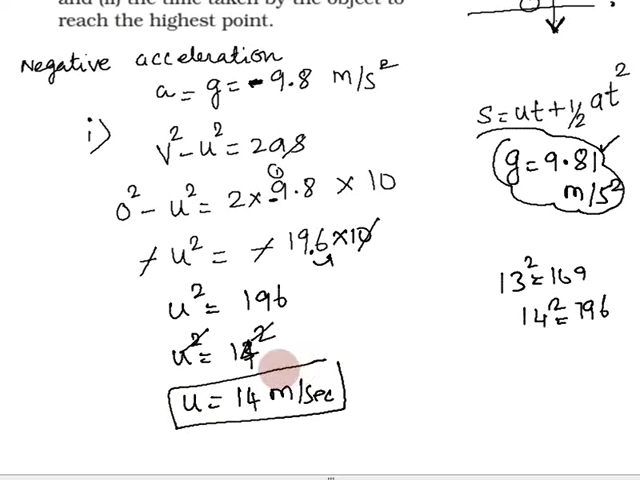 and (ii) the time taken by the object to
reach the highest point.
Negative acceleration
a = g = -9.8 m/s²
i)
v² - u² = 2as
0² - u² = 2 × -9.8 × 10
- u² = - 19.6 × 10
u² = 196
u² = 14²
u = 14 m/sec
s = ut + 1/2 at²
g = 9.81
m/s²
13² = 169
14² = 196